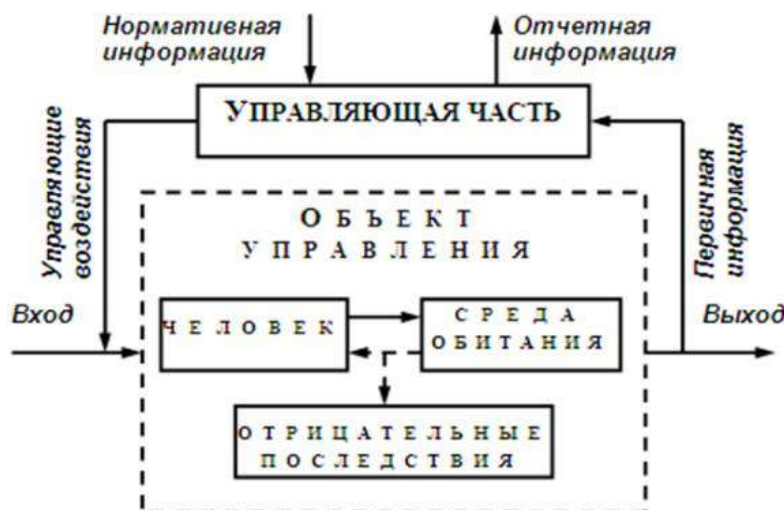 Нормативная
информация
Отчетная
информация
УПРАВЛЯЮЩАЯ ЧАСТЬ
Управляющие
воздействия
Первичная
информация
ОБЪЕКТ
УПРАВЛЕНИЯ
Вход
Выход
ЧЕЛОВЕК
СРЕДА
ОБИТАНИЯ
ОТРИЦАТЕЛЬНЫЕ
ПОСЛЕДСТВИЯ